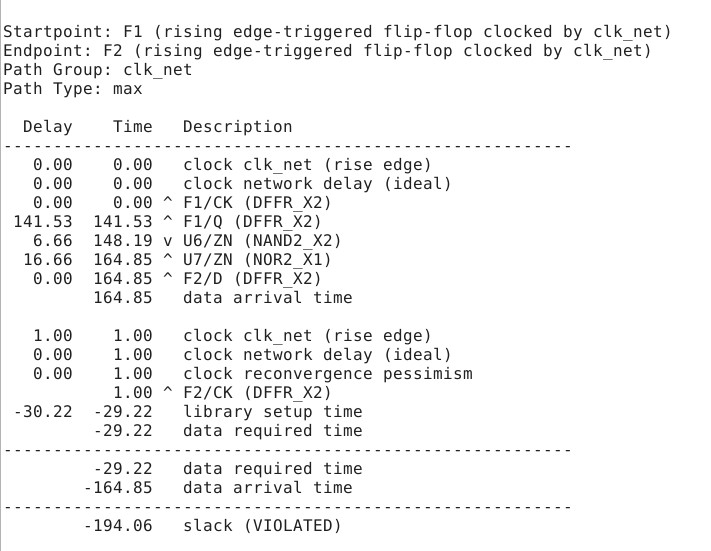 Startpoint: F1 (rising edge-triggered flip-flop clocked by clk_net)
Endpoint: F2 (rising edge-triggered flip-flop clocked by clk_net)
Path Group: clk_net
Path Type: max

  Delay    Time   Description
---------------------------------------------------------
   0.00    0.00   clock clk_net (rise edge)
   0.00    0.00   clock network delay (ideal)
   0.00    0.00 ^ F1/CK (DFFR_X2)
 141.53  141.53 ^ F1/Q (DFFR_X2)
   6.66  148.19 v U6/ZN (NAND2_X2)
  16.66  164.85 ^ U7/ZN (NOR2_X1)
   0.00  164.85 ^ F2/D (DFFR_X2)
         164.85   data arrival time

   1.00    1.00   clock clk_net (rise edge)
   0.00    1.00   clock network delay (ideal)
   0.00    1.00   clock reconvergence pessimism
           1.00 ^ F2/CK (DFFR_X2)
 -30.22  -29.22   library setup time
         -29.22   data required time
---------------------------------------------------------
         -29.22   data required time
        -164.85   data arrival time
---------------------------------------------------------
        -194.06   slack (VIOLATED)